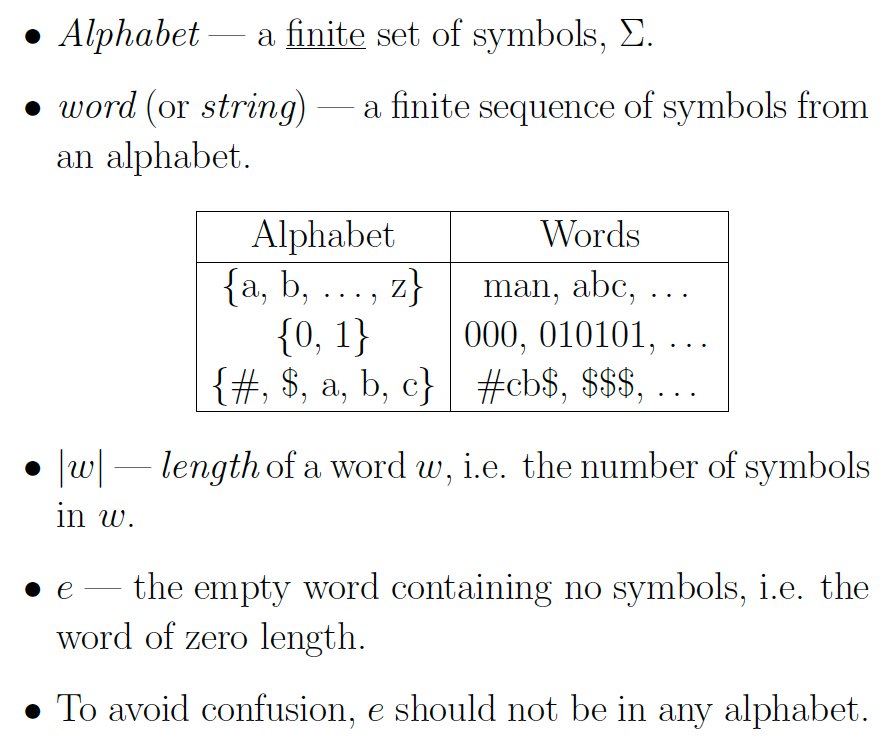 • Alphabet — a finite set of symbols, Σ.
• word (or string) — a finite sequence of symbols from
an alphabet.
Alphabet Words
{a, b, ..., z} man, abc, ...
{0, 1} 000, 010101, ...
{#, $, a, b, c} #cb$, $$$, ...
• |w| — length of a word w, i.e. the number of symbols
in w.
• e — the empty word containing no symbols, i.e. the
word of zero length.
• To avoid confusion, e should not be in any alphabet.